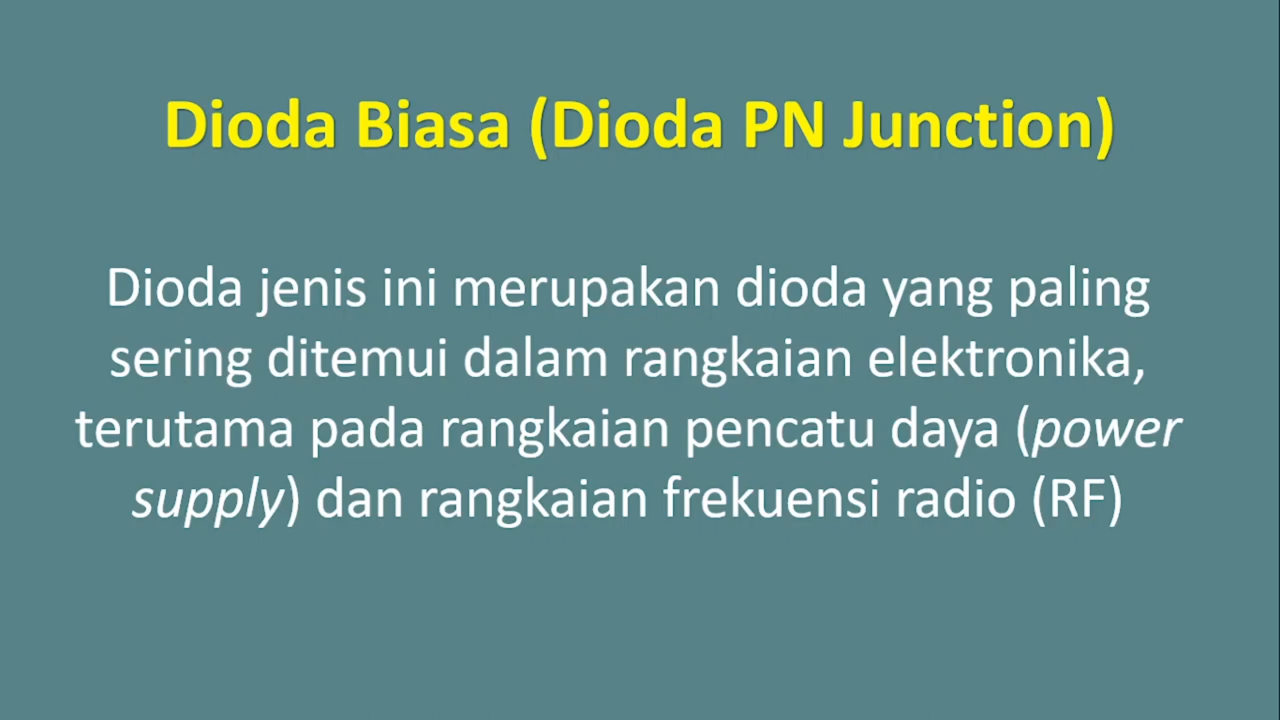 Dioda Biasa (Dioda PN Junction)
Dioda jenis ini merupakan dioda yang paling
sering ditemui dalam rangkaian elektronika,
terutama pada rangkaian pencatu daya (power
supply) dan rangkaian frekuensi radio (RF)